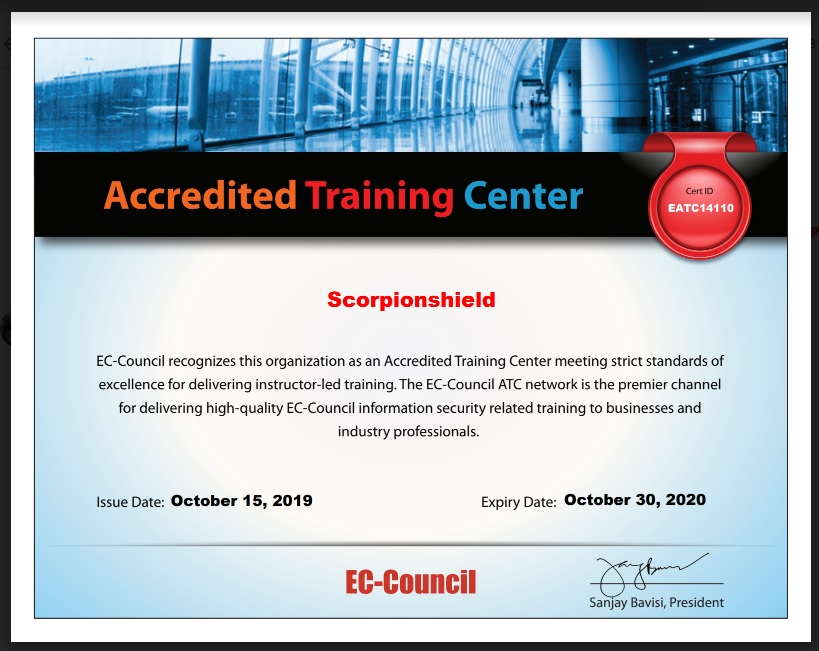 Accredited Training Center
Cert ID
EATC14110
Scorpionshield
EC-Council recognizes this organization as an Accredited Training Center meeting strict standards of
excellence for delivering instructor-led training. The EC-Council ATC network is the premier channel
for delivering high-quality EC-Council information security related training to businesses and
industry professionals.
Issue Date: October 15, 2019
Expiry Date: October 30, 2020
EC-Council
Sanjay Bavisi, President